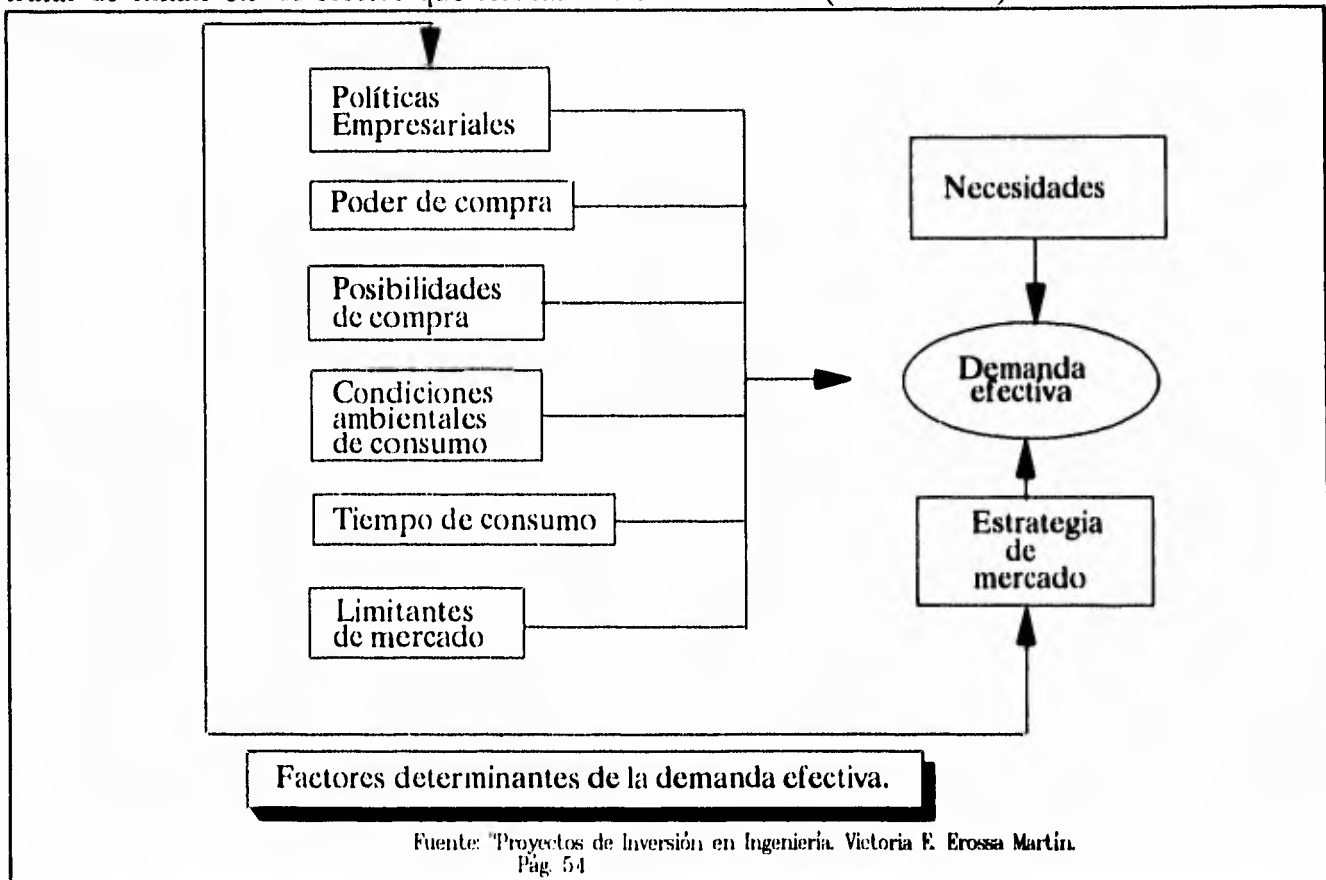 Políticas
Empresariales
Poder de compra
Posibilidades
de compra
Condiciones
ambientales
de consumo
Tiempo de consumo
Limitantes
de mercado
Necesidades
Demanda
efectiva
Estrategia
de
mercado
Factores determinantes de la demanda efectiva.
Fuente: "Proyectos de Inversión en Ingeniería. Victoria E. Erossa Martín.
Pág. 54